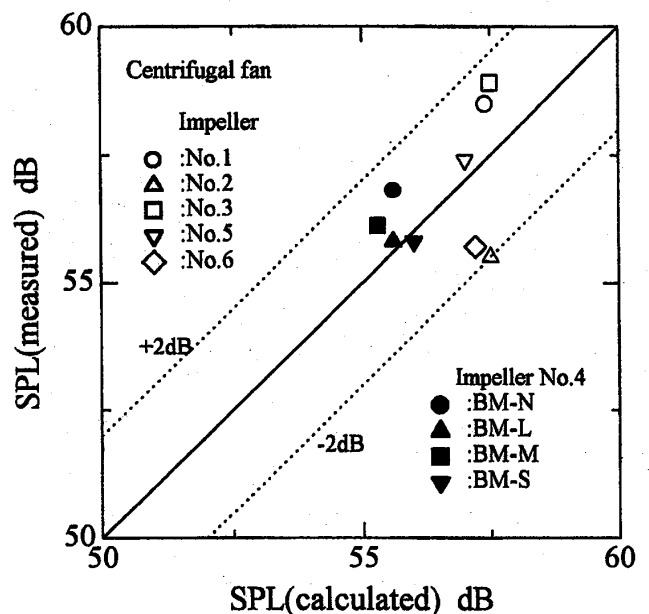 60
Centrifugal fan
Impeller
:No.1
:No.2
:No.3
:No.5
:No.6
SPL(measured) dB
55
+2dB
-2dB
Impeller No.4
:BM-N
:BM-L
:BM-M
:BM-S
50
50
55
60
SPL(calculated) dB